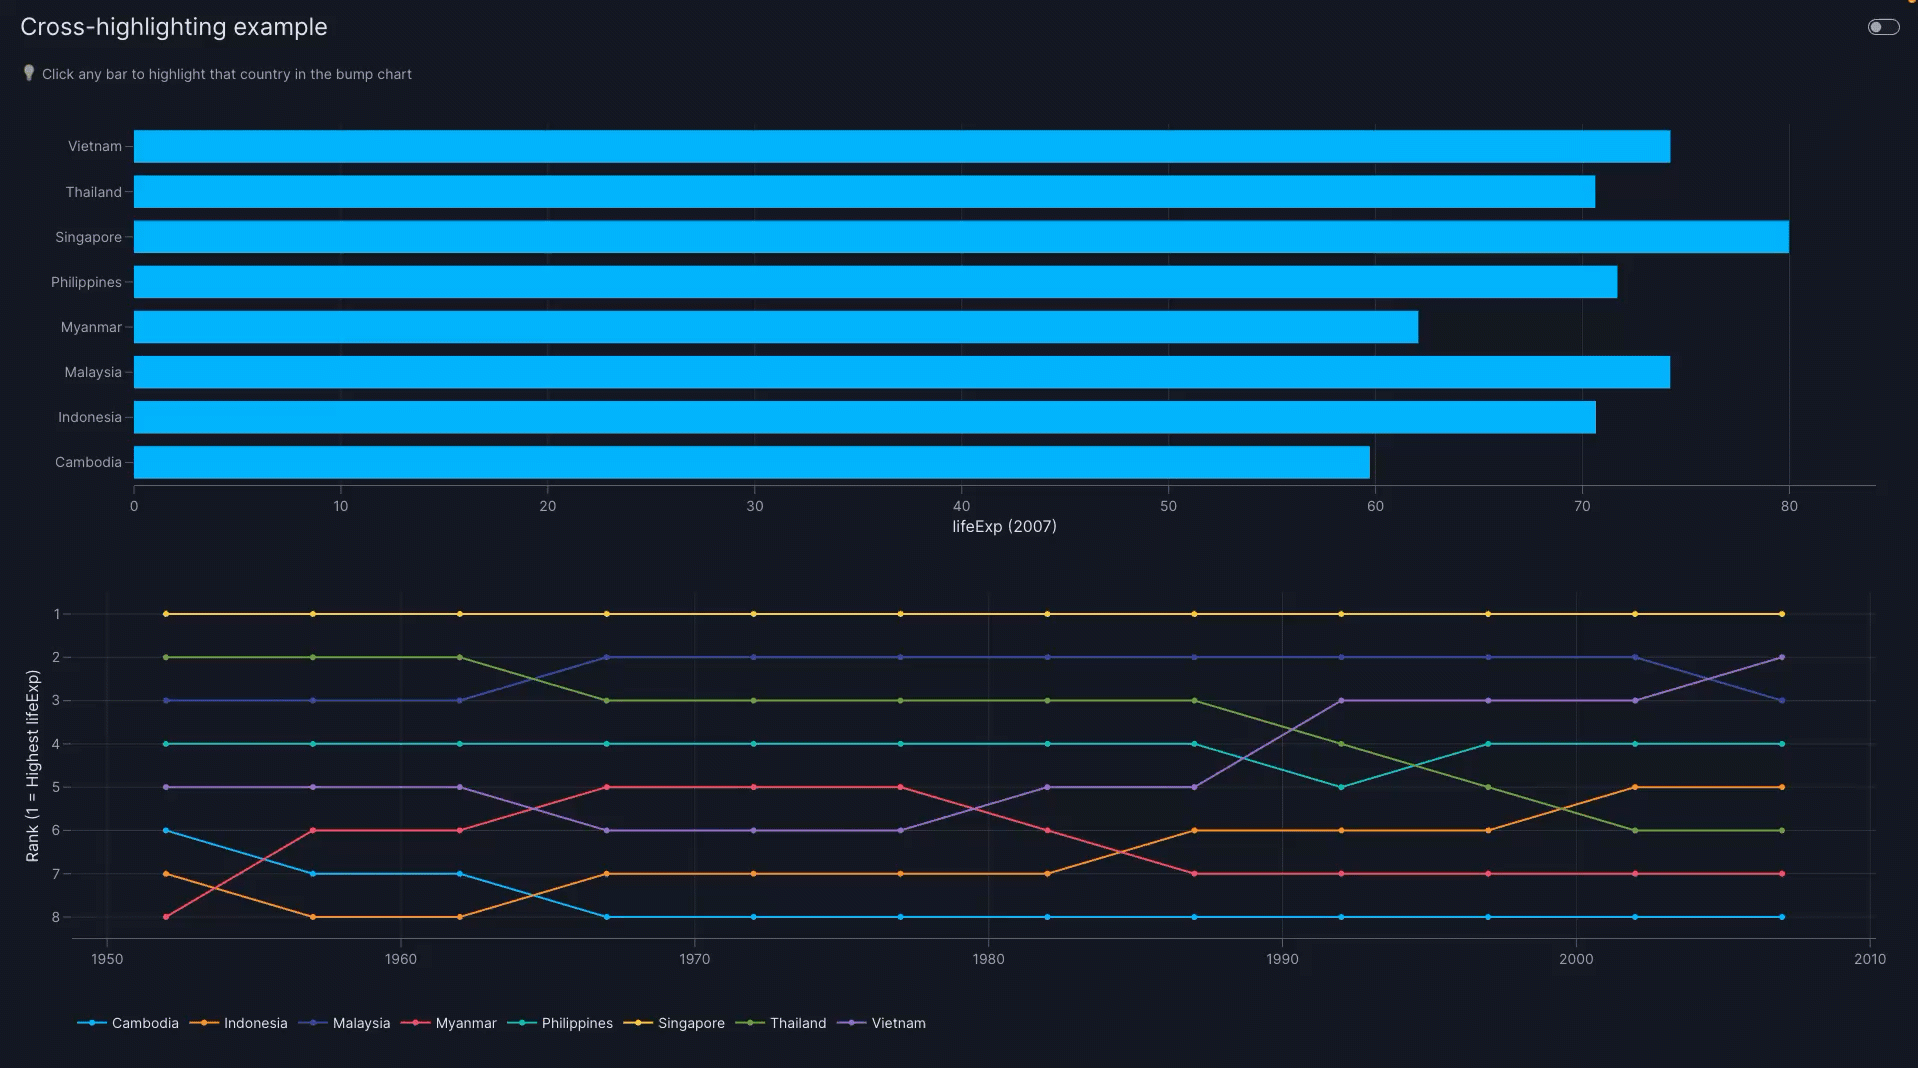 Cross-highlighting example
Click any bar to highlight that country in the bump chart
Vietnam
Thailand
Singapore
Philippines
Myanmar
Malaysia
Indonesia
Cambodia
0 10 20 30 40 50 60 70 80
lifeExp (2007)
Rank (1 = Highest lifeExp)
1
2
3
4
5
6
7
8
1950 1960 1970 1980 1990 2000 2010
Cambodia Indonesia Malaysia Myanmar Philippines Singapore Thailand Vietnam